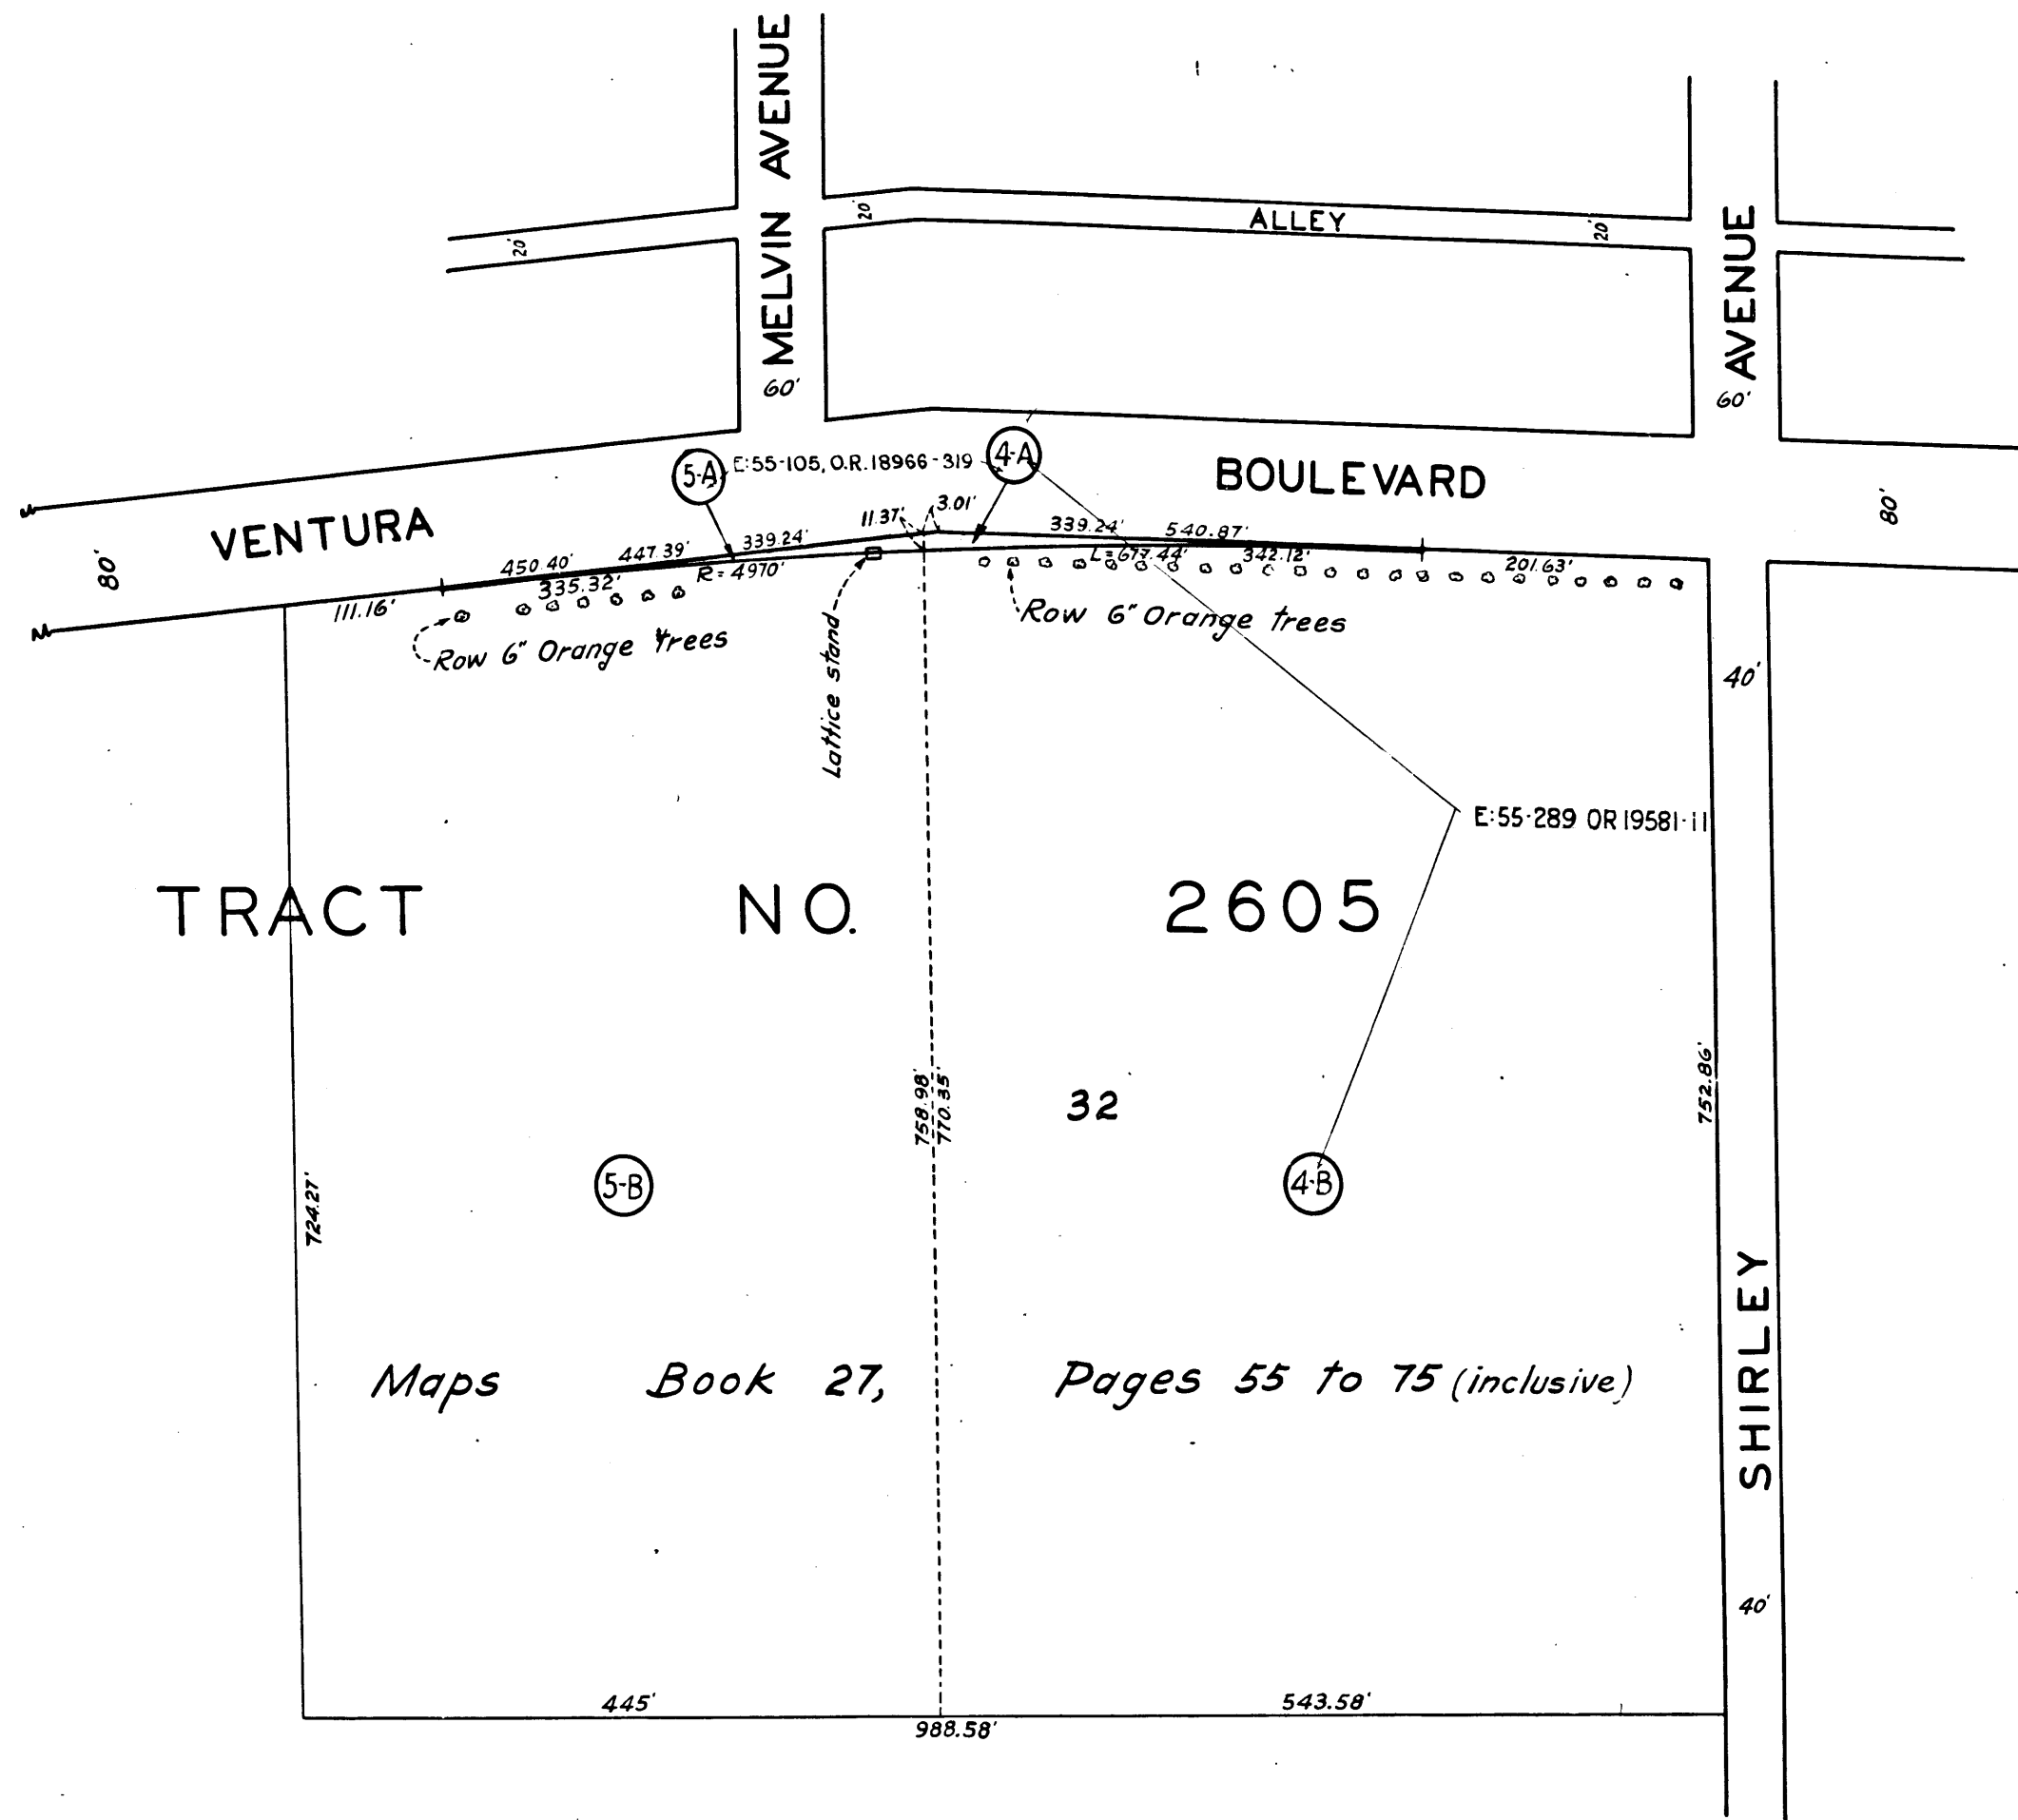 MELVIN AVENUE
60'
20'
20'
ALLEY
20'
AVENUE
60'
5-A
E:55-105, O.R.18966-319
4-A
VENTURA
BOULEVARD
80'
80'
11.37'
3.01'
339.24'
540.87'
450.40'
447.39'
339.24'
335.32'
R=4970'
L=677.44'
342.12'
201.63'
111.16'
Row 6" Orange trees
Lattice stand
Row 6" Orange trees
40'
E:55-289 OR 19581-11
TRACT NO. 2605
758.98'
770.35'
32
752.86'
724.27'
5-B
4-B
SHIRLEY
Maps Book 27, Pages 55 to 75 (inclusive)
40'
445'
543.58'
988.58'